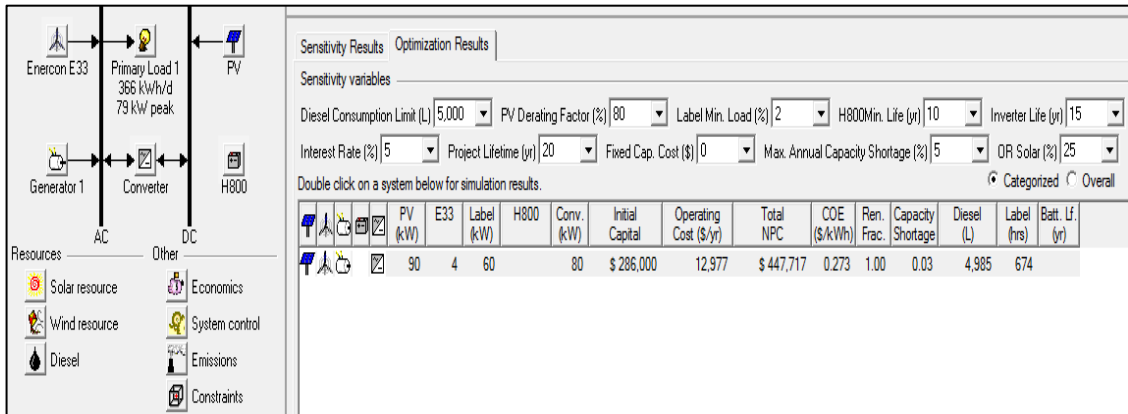 Enercon E33
Primary Load 1
366 kWh/d
79 kW peak
PV
Generator 1
Converter
H800
AC
DC
Resources
Other
Solar resource
Economics
Wind resource
System control
Diesel
Emissions
Constraints
Sensitivity Results Optimization Results
Sensitivity variables
Diesel Consumption Limit (L) 5,000 PV Derating Factor (%) 80 Label Min. Load (%) 2 H800Min. Life (yr) 10 Inverter Life (yr) 15
Interest Rate (%) 5 Project Lifetime (yr) 20 Fixed Cap. Cost ($) 0 Max. Annual Capacity Shortage (%) 5 OR Solar (%) 25
Double click on a system below for simulation results. Categorized Overall
PV (kW) E33 Label (kW) H800 Conv. (kW) Initial Capital Operating Cost ($/yr) Total NPC COE ($/kWh) Ren. Frac. Capacity Shortage Diesel (L) Label (hrs) Batt. Lf. (yr)
90 4 60 80 $ 286,000 12,977 $ 447,717 0.273 1.00 0.03 4,985 674